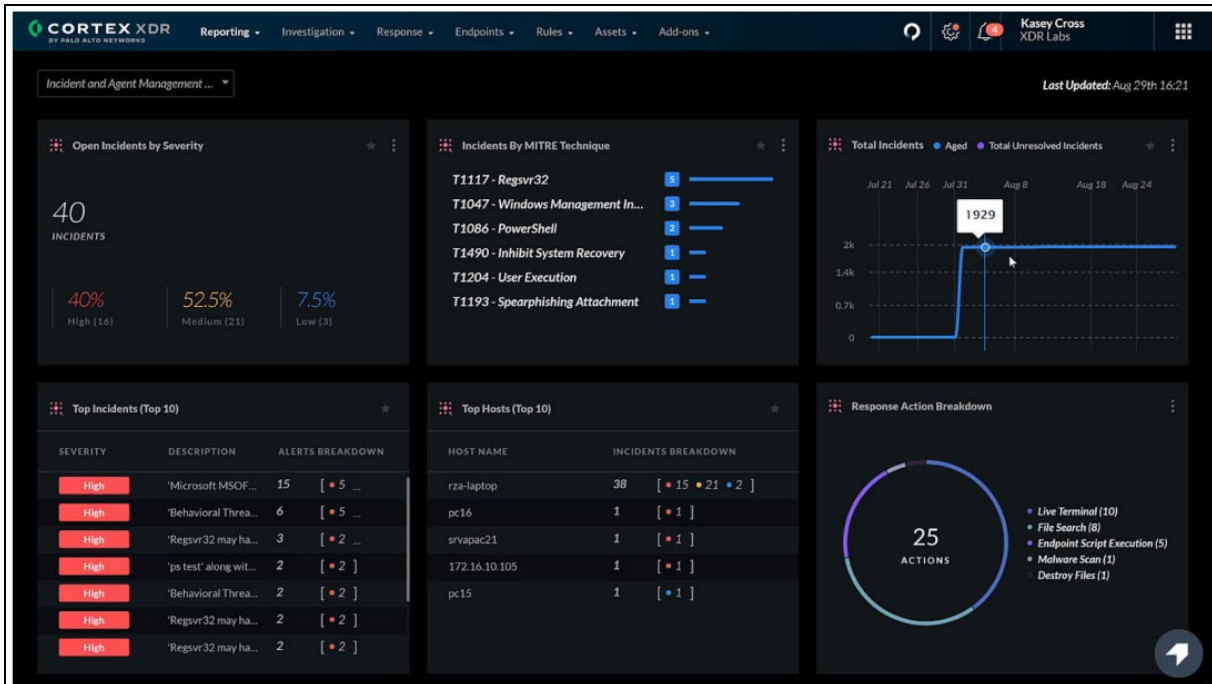 CORTEX XDR
BY PALO ALTO NETWORKS
Reporting Investigation Response Endpoints Rules Assets Add-ons
4
Kasey Cross
XDR Labs
Incident and Agent Management ...
Last Updated: Aug 29th 16:21
Open Incidents by Severity
40
INCIDENTS
40% 52.5% 7.5%
High (16) Medium (21) Low (3)
Incidents By MITRE Technique
T1117 - Regsvr32 5
T1047 - Windows Management In... 3
T1086 - PowerShell 2
T1490 - Inhibit System Recovery 1
T1204 - User Execution 1
T1193 - Spearphishing Attachment 1
Total Incidents Aged Total Unresolved Incidents
Jul 21 Jul 26 Jul 31 Aug 8 Aug 18 Aug 24
1929
2k
1.4k
0.7k
0
Top Incidents (Top 10)
SEVERITY DESCRIPTION ALERTS BREAKDOWN
High 'Microsoft MSOF... 15 [ • 5 ...
High 'Behavioral Threa... 6 [ • 5 ...
High 'Regsvr32 may ha... 3 [ • 2 ...
High 'ps test' along wit... 2 [ • 2 ]
High 'Behavioral Threa... 2 [ • 2 ]
High 'Regsvr32 may ha... 2 [ • 2 ]
High 'Regsvr32 may ha... 2 [ • 2 ]
Top Hosts (Top 10)
HOST NAME INCIDENTS BREAKDOWN
rza-laptop 38 [ • 15 • 21 • 2 ]
pc16 1 [ • 1 ]
srvapac21 1 [ • 1 ]
172.16.10.105 1 [ • 1 ]
pc15 1 [ • 1 ]
Response Action Breakdown
25
ACTIONS
Live Terminal (10)
File Search (8)
Endpoint Script Execution (5)
Malware Scan (1)
Destroy Files (1)